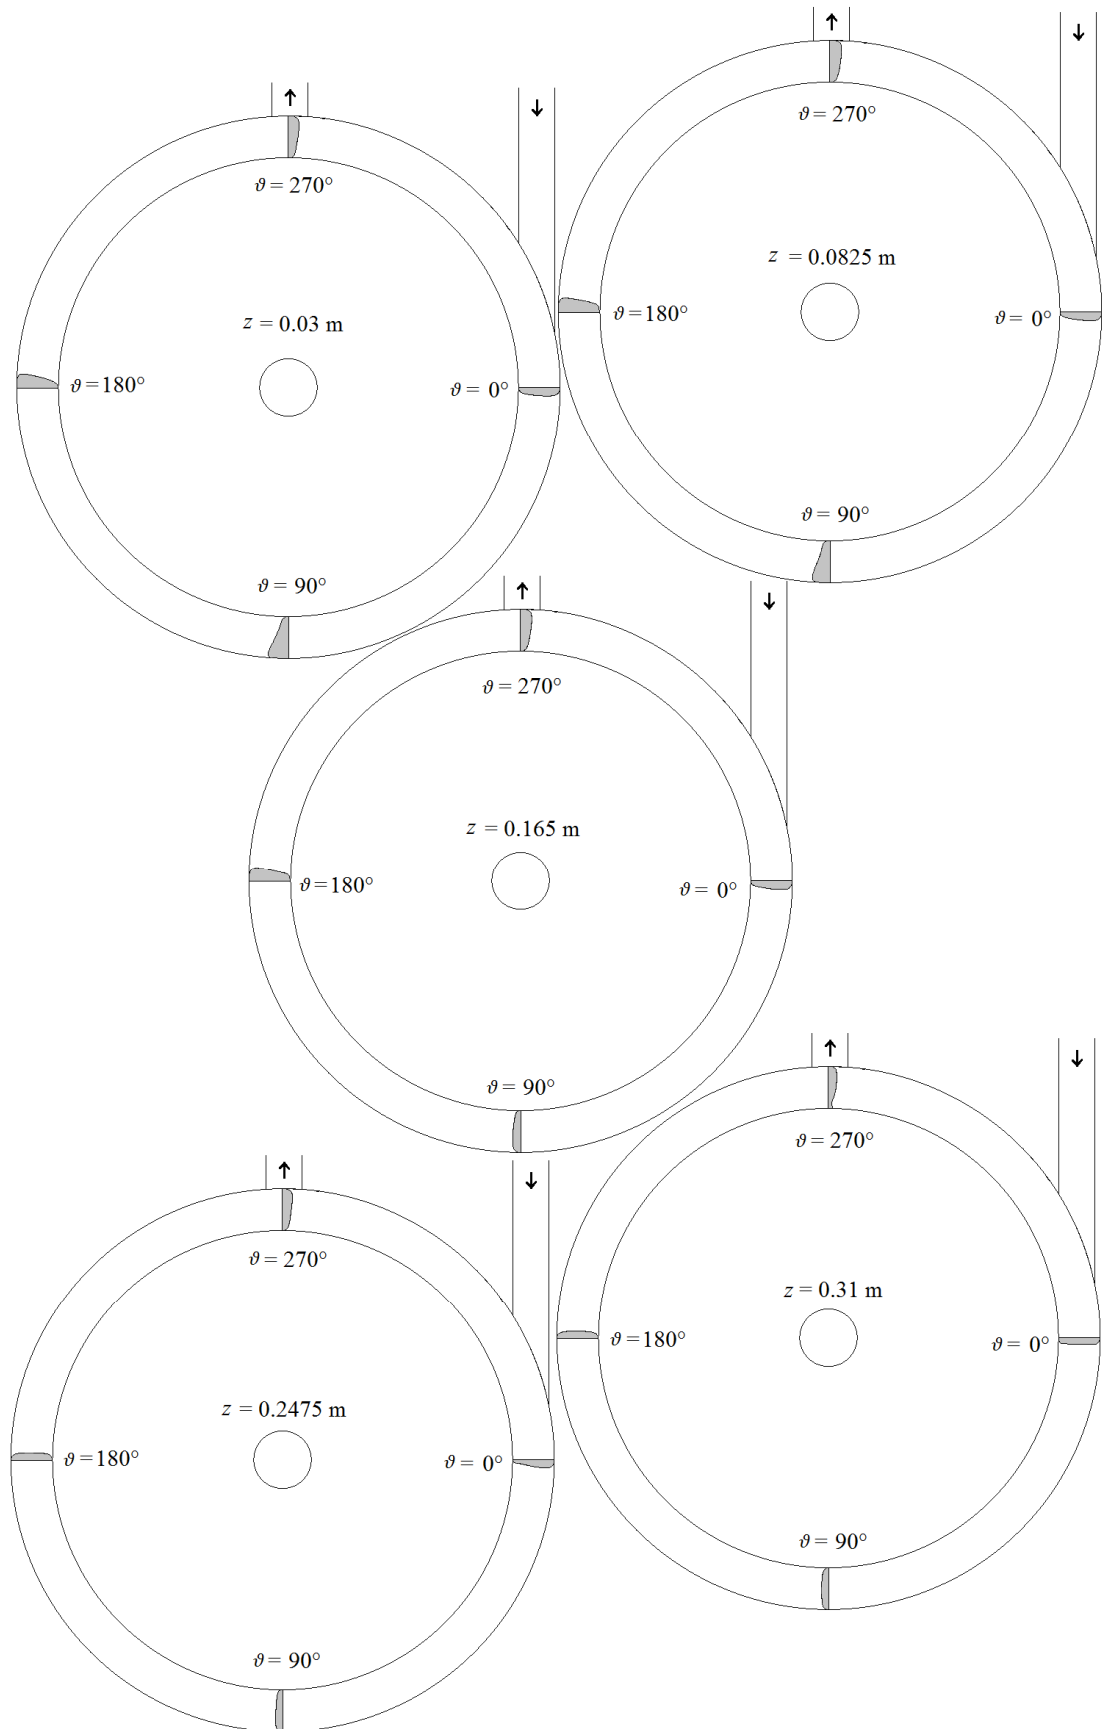 ↑
↓
ϑ = 270°
z = 0.03 m
ϑ =180°
ϑ = 0°
ϑ = 90°
↑
↓
ϑ = 270°
z = 0.0825 m
ϑ =180°
ϑ = 0°
ϑ = 90°
↑
↓
ϑ = 270°
z = 0.165 m
ϑ =180°
ϑ = 0°
ϑ = 90°
↑
↓
ϑ = 270°
z = 0.2475 m
ϑ =180°
ϑ = 0°
ϑ = 90°
↑
↓
ϑ = 270°
z = 0.31 m
ϑ =180°
ϑ = 0°
ϑ = 90°